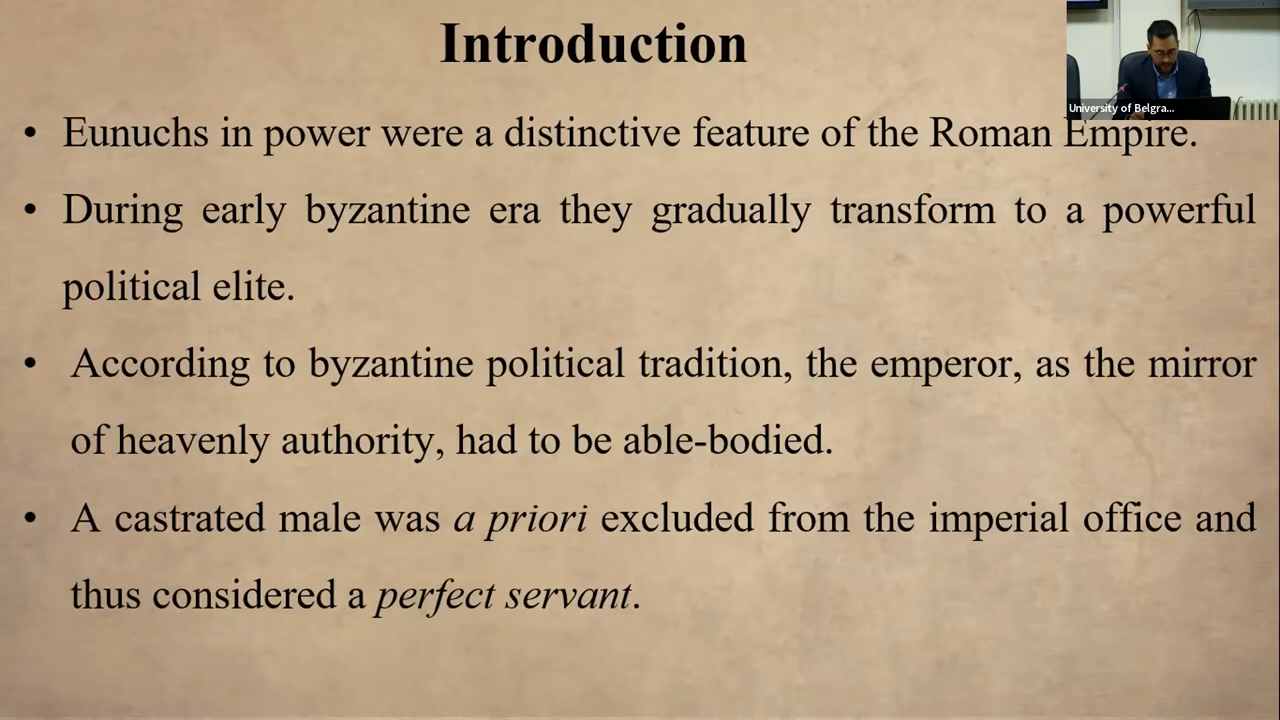 Introduction
University of Belgra...
• Eunuchs in power were a distinctive feature of the Roman Empire.
• During early byzantine era they gradually transform to a powerful
political elite.
• According to byzantine political tradition, the emperor, as the mirror
of heavenly authority, had to be able-bodied.
• A castrated male was a priori excluded from the imperial office and
thus considered a perfect servant.